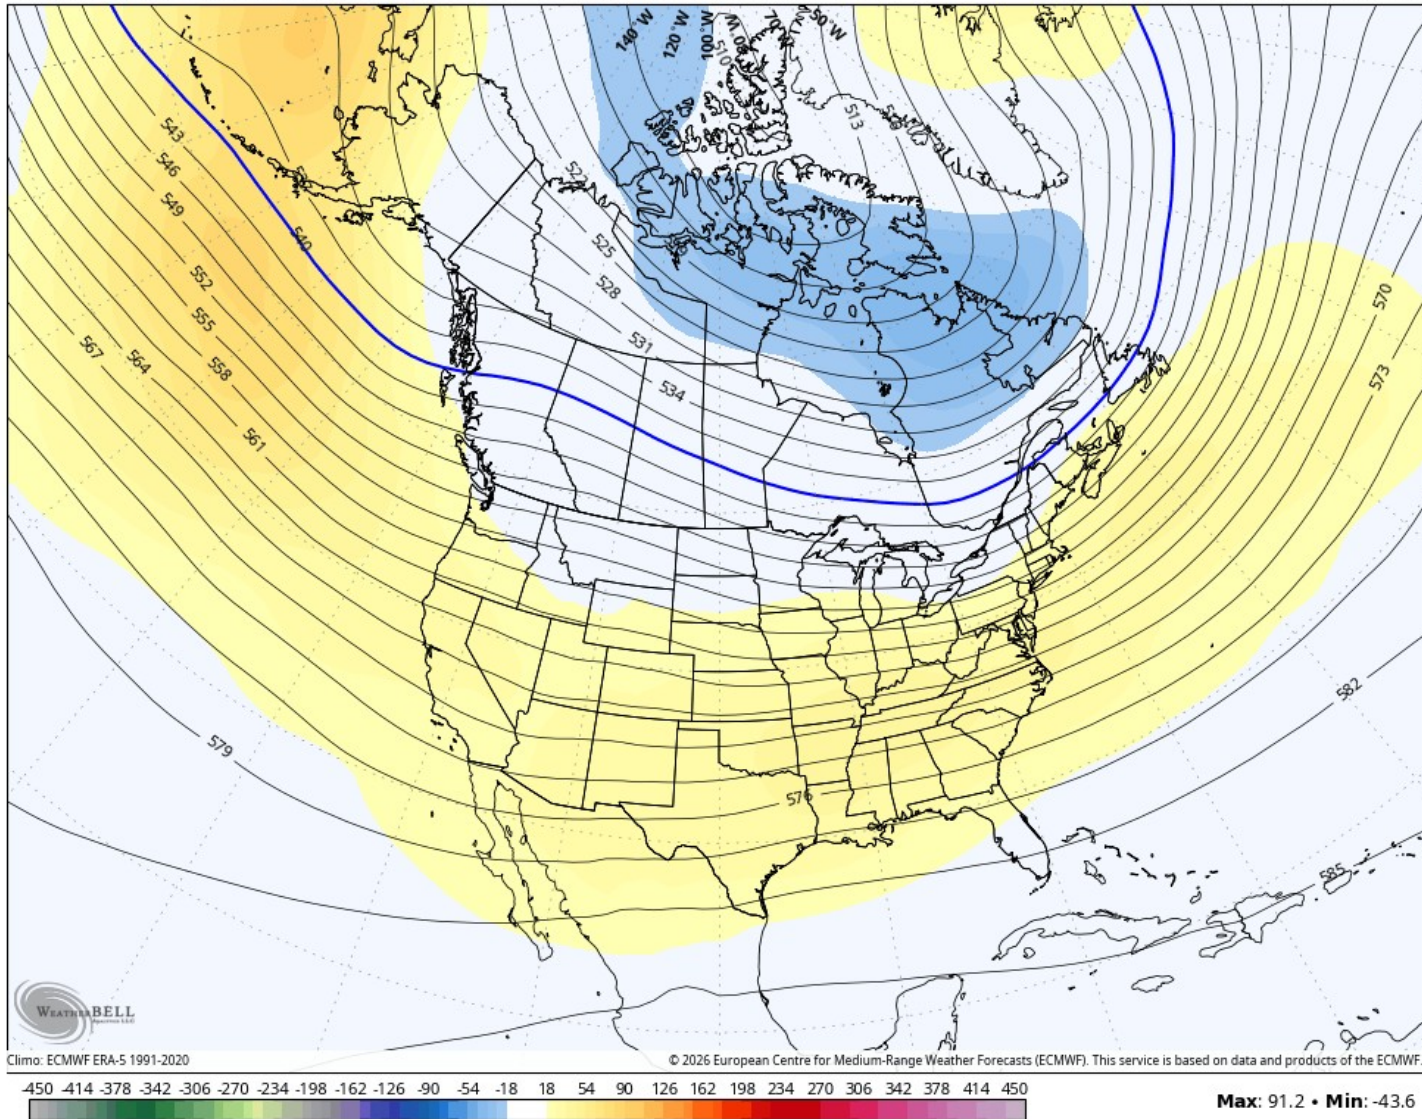 140°W
120°W
100°W
80°W
70°W
50°W
510
513
522
543
546
549
540
525
528
552
555
558
531
534
567
564
561
570
573
582
579
576
585
WEATHERBELL
Analytics LLC
Climo: ECMWF ERA-5 1991-2020
© 2026 European Centre for Medium-Range Weather Forecasts (ECMWF). This service is based on data and products of the ECMWF.
-450 -414 -378 -342 -306 -270 -234 -198 -162 -126 -90 -54 -18 18 54 90 126 162 198 234 270 306 342 378 414 450
Max: 91.2 • Min: -43.6